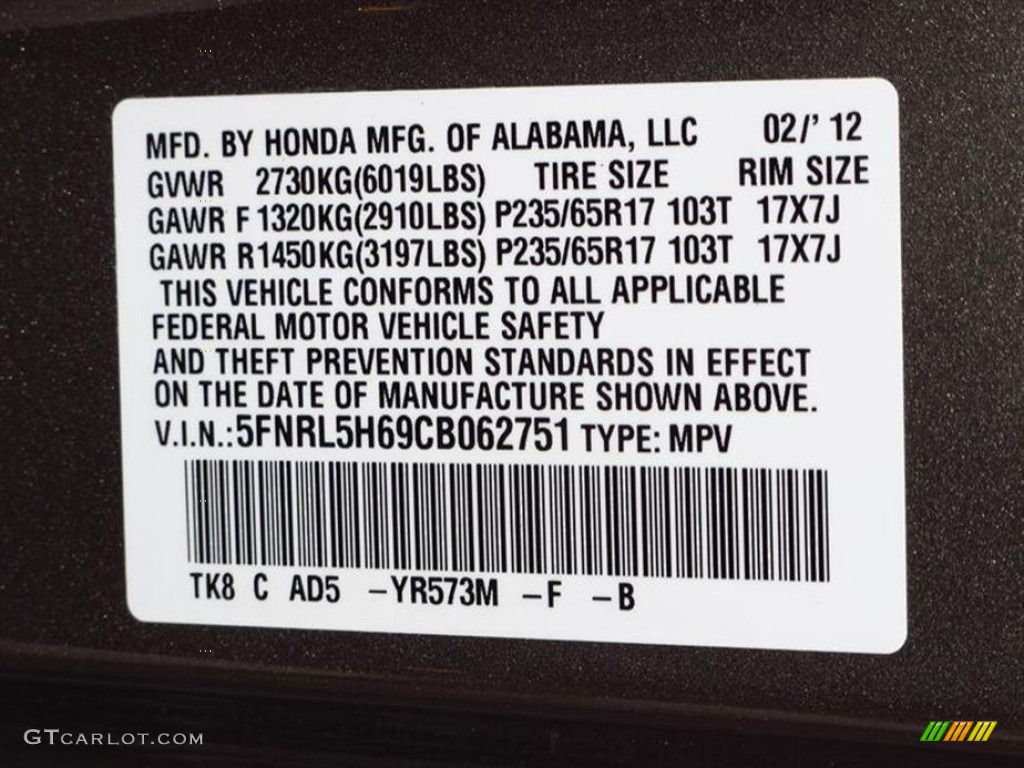 MFD. BY HONDA MFG. OF ALABAMA, LLC 02/' 12
GVWR 2730KG(6019LBS) TIRE SIZE RIM SIZE
GAWR F 1320KG(2910LBS) P235/65R17 103T 17X7J
GAWR R1450KG(3197LBS) P235/65R17 103T 17X7J
THIS VEHICLE CONFORMS TO ALL APPLICABLE
FEDERAL MOTOR VEHICLE SAFETY
AND THEFT PREVENTION STANDARDS IN EFFECT
ON THE DATE OF MANUFACTURE SHOWN ABOVE.
V.I.N.:5FNRL5H69CB062751 TYPE: MPV
TK8 C AD5 -YR573M -F -B
GTCARLOT.COM